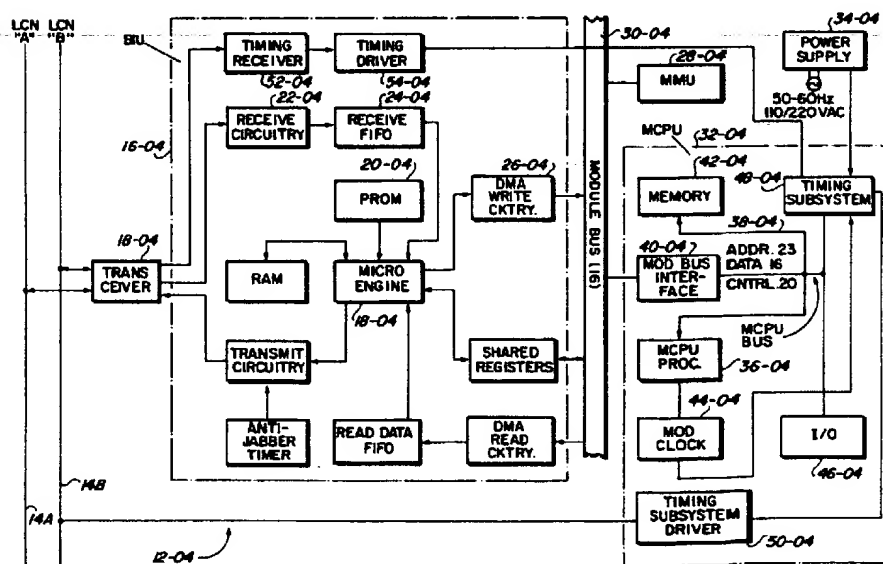 LCN "A"
LCN "B"
BIU
TIMING RECEIVER
52-04
TIMING DRIVER
54-04
30-04
28-04
MMU
34-04
POWER SUPPLY
50-60Hz
110/220VAC
22-04
RECEIVE CIRCUITRY
24-04
RECEIVE FIFO
16-04
20-04
PROM
26-04
DMA WRITE CKTRY.
MODULE BUS (16)
MCPU
32-04
42-04
MEMORY
48-04
TIMING SUBSYSTEM
38-04
18-04
TRANS CEIVER
RAM
MICRO ENGINE
18-04
40-04
MOD BUS INTER-FACE
ADDR. 23
DATA 16
CNTRL. 20
MCPU BUS
TRANSMIT CIRCUITRY
SHARED REGISTERS
MCPU PROC.
36-04
ANTI-JABBER TIMER
READ DATA FIFO
DMA READ CKTRY.
44-04
MOD CLOCK
I/O
46-04
14A
14B
12-04
TIMING SUBSYSTEM DRIVER
50-04